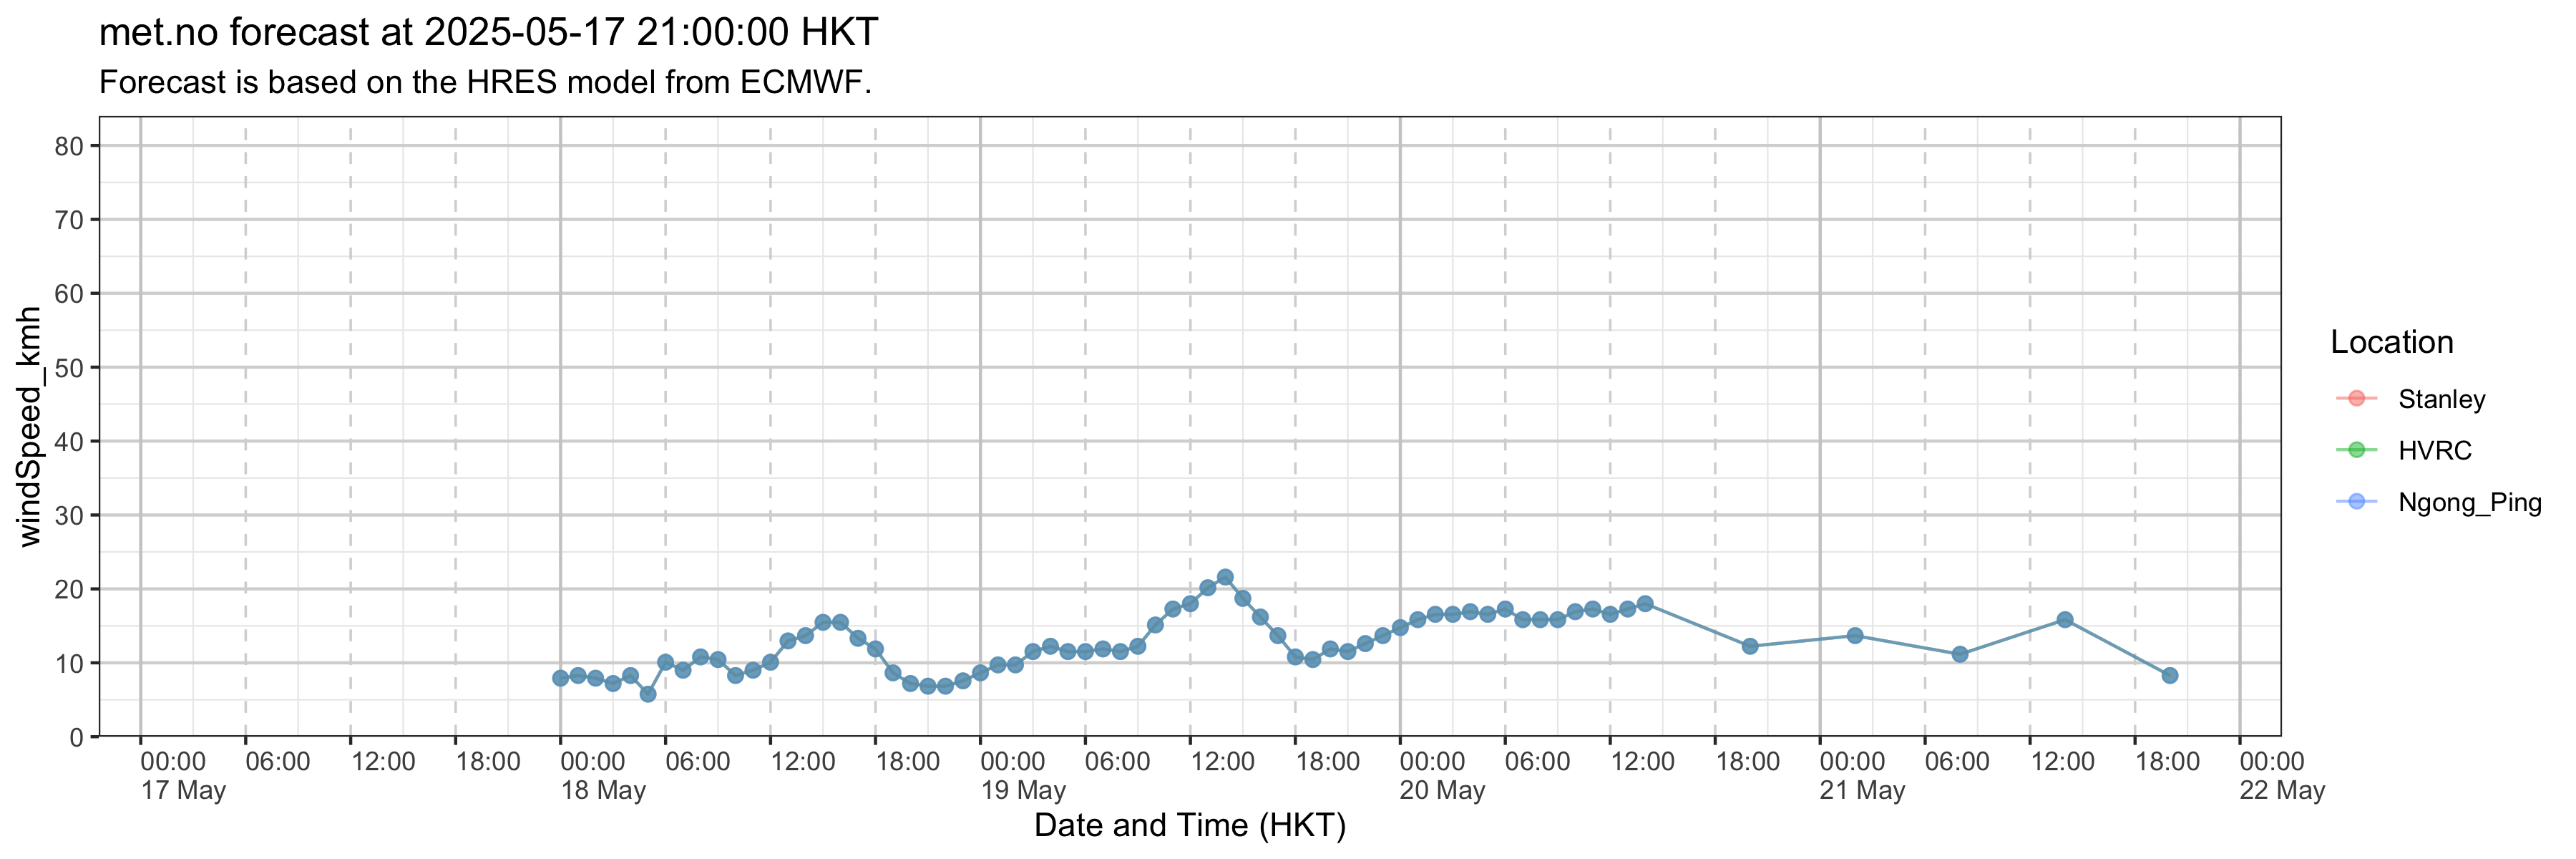 met.no forecast at 2025-05-17 21:00:00 HKT
Forecast is based on the HRES model from ECMWF.
windSpeed_kmh
80
70
60
50
40
30
20
10
0
00:00 06:00 12:00 18:00 00:00 06:00 12:00 18:00 00:00 06:00 12:00 18:00 00:00 06:00 12:00 18:00 00:00 06:00 12:00 18:00 00:00
17 May 18 May 19 May 20 May 21 May 22 May
Date and Time (HKT)
Location
Stanley
HVRC
Ngong_Ping